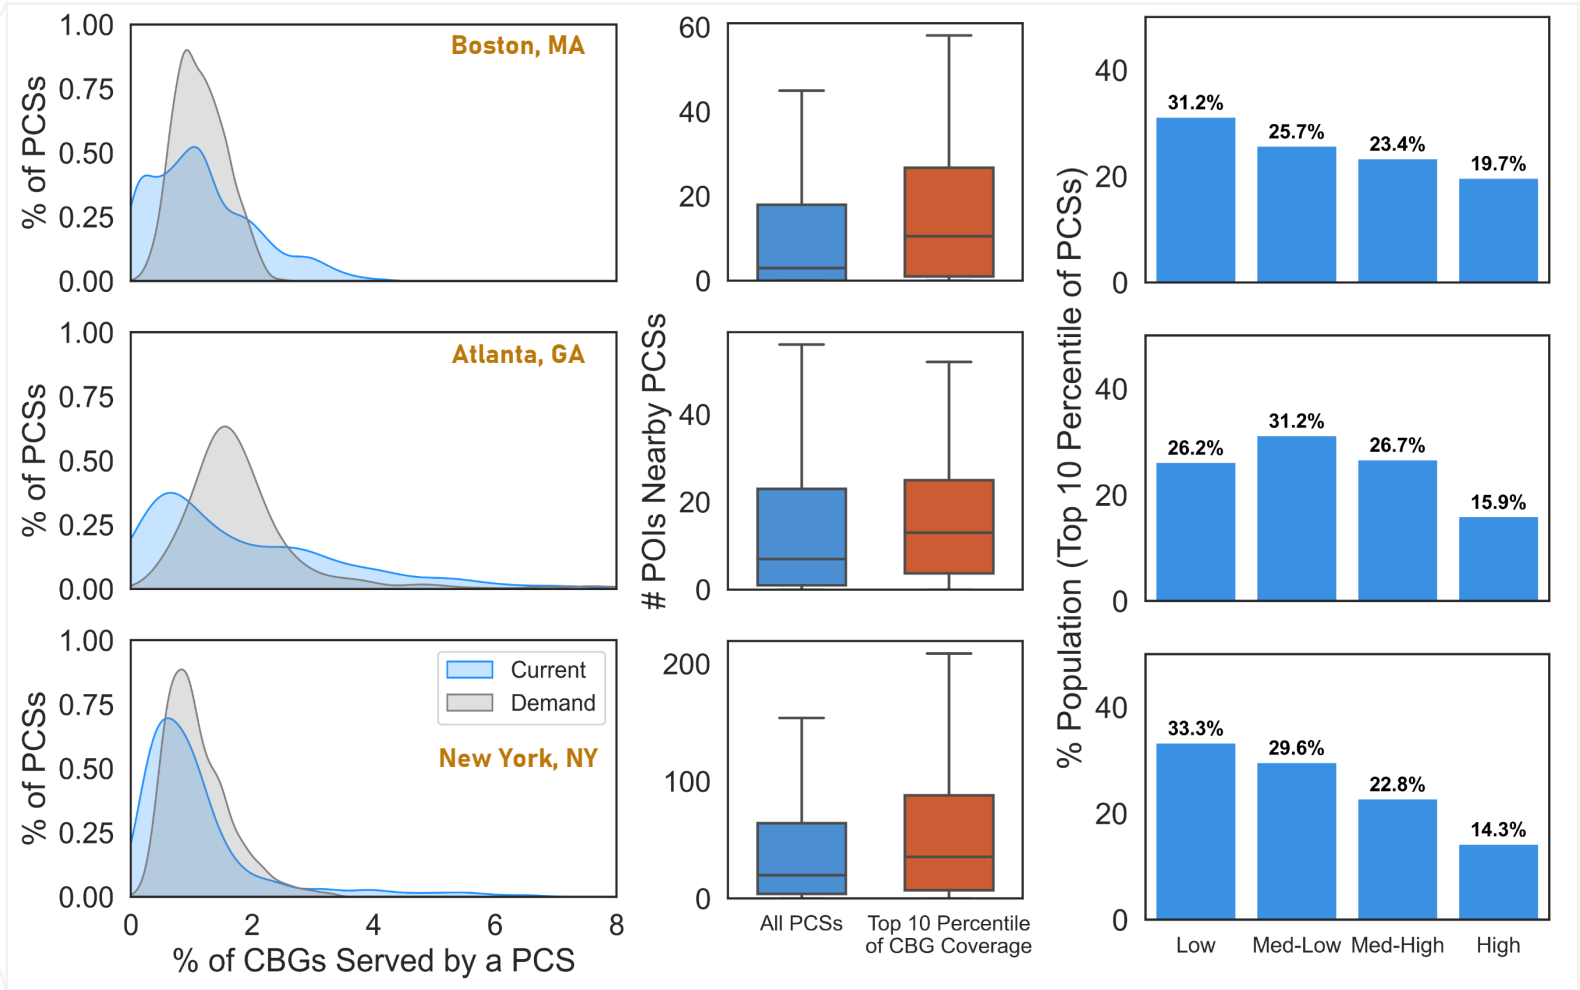 Boston, MA
% of PCSs
1.00
0.75
0.50
0.25
0.00
60
40
20
0
40
20
0
31.2%
25.7%
23.4%
19.7%
Atlanta, GA
% of PCSs
1.00
0.75
0.50
0.25
0.00
# POIs Nearby PCSs
40
20
0
% Population (Top 10 Percentile of PCSs)
40
20
0
26.2%
31.2%
26.7%
15.9%
% of PCSs
1.00
0.75
0.50
0.25
0.00
Current
Demand
New York, NY
0
2
4
6
8
% of CBGs Served by a PCS
200
100
0
All PCSs
Top 10 Percentile
of CBG Coverage
40
20
0
33.3%
29.6%
22.8%
14.3%
Low
Med-Low
Med-High
High